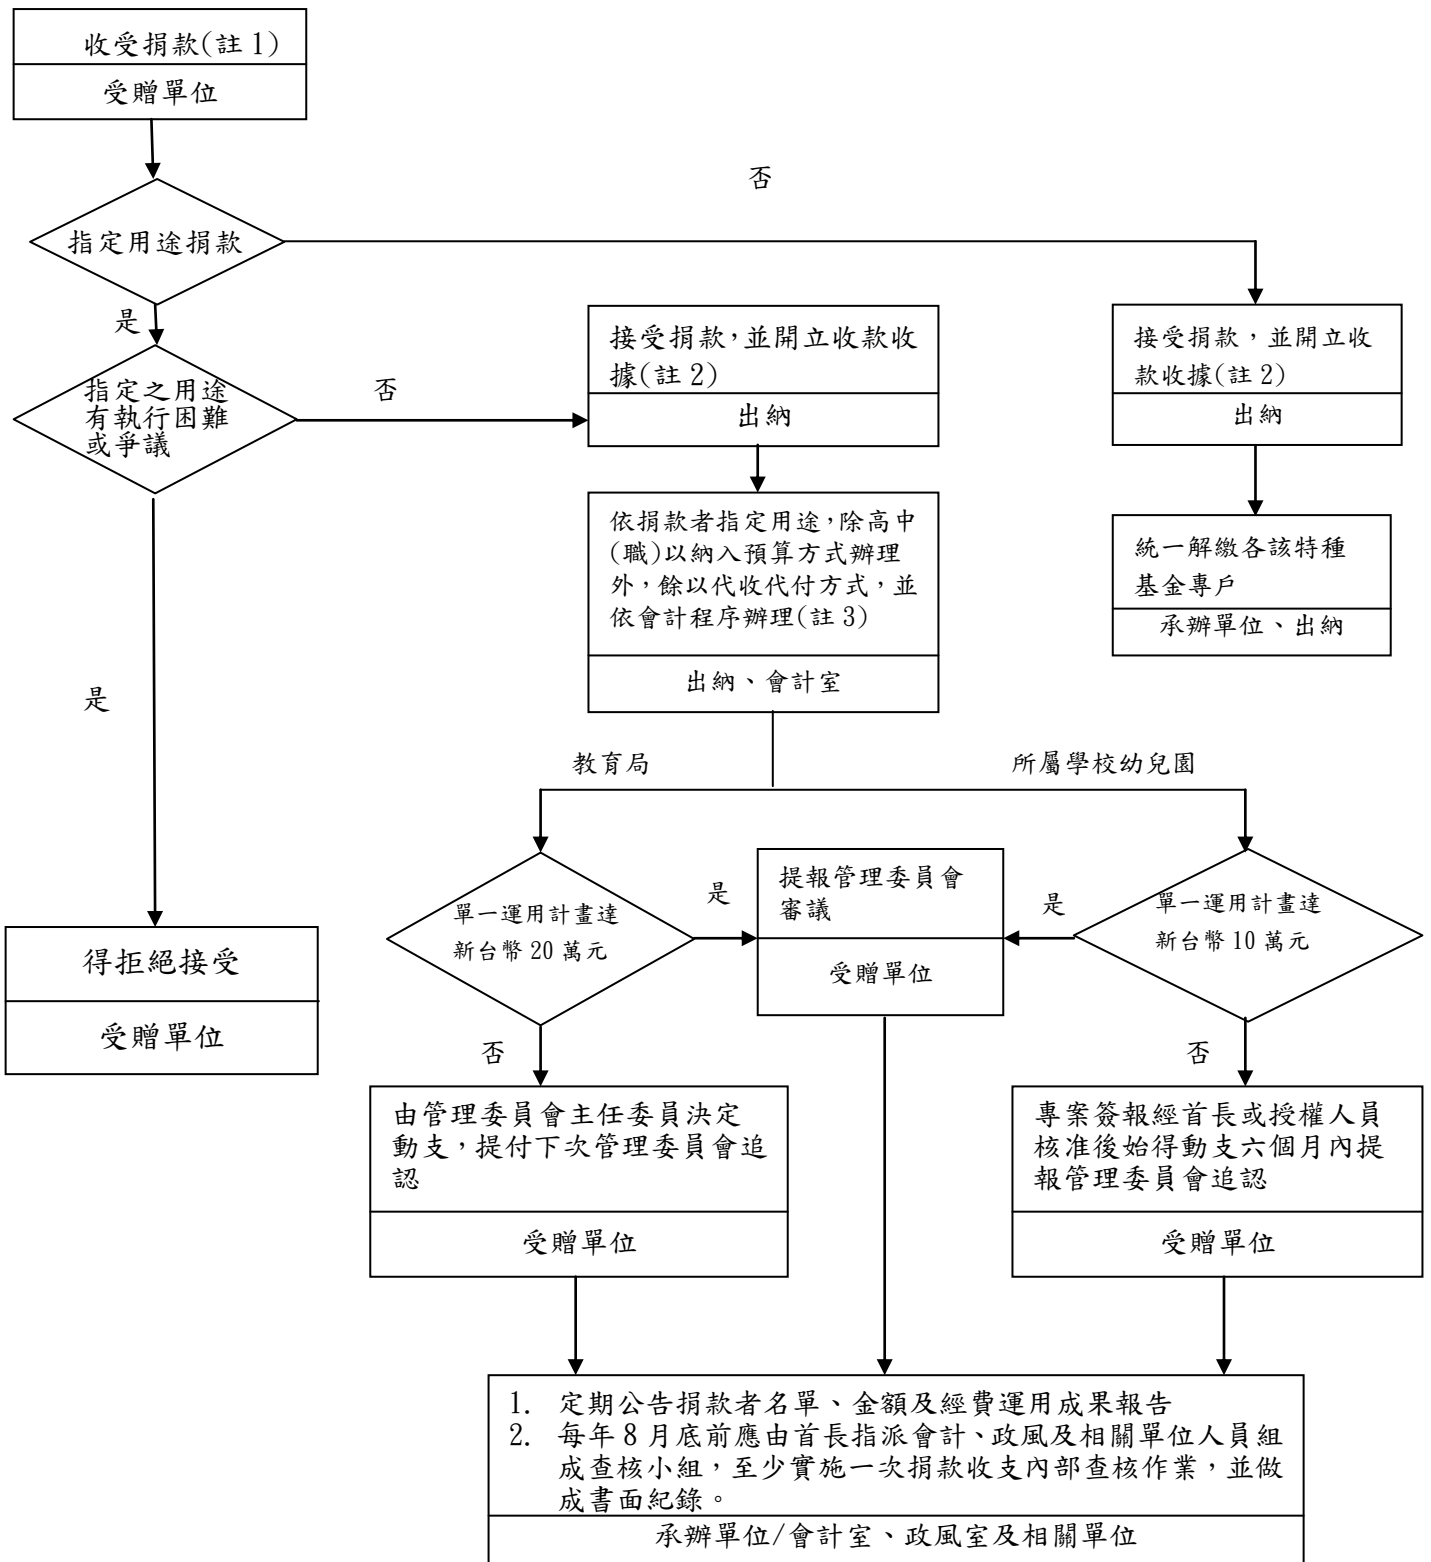 收受捐款(註 1)
受贈單位
否
指定用途捐款
是
指定之用途
有執行困難
或爭議
否
接受捐款,並開立收款收
據(註 2)
出納
接受捐款,並開立收
款收據(註 2)
出納
依捐款者指定用途,除高中
(職)以納入預算方式辦理
外,餘以代收代付方式,並
依會計程序辦理(註 3)
出納、會計室
統一解繳各該特種
基金專戶
承辦單位、出納
是
教育局
所屬學校幼兒園
單一運用計畫達
新台幣 20 萬元
是
提報管理委員會
審議
受贈單位
是
單一運用計畫達
新台幣 10 萬元
得拒絕接受
受贈單位
否
否
由管理委員會主任委員決定
動支,提付下次管理委員會追
認
受贈單位
專案簽報經首長或授權人員
核准後始得動支六個月內提
報管理委員會追認
受贈單位
1. 定期公告捐款者名單、金額及經費運用成果報告
2. 每年 8 月底前應由首長指派會計、政風及相關單位人員組
成查核小組,至少實施一次捐款收支內部查核作業,並做
成書面紀錄。
承辦單位/會計室、政風室及相關單位